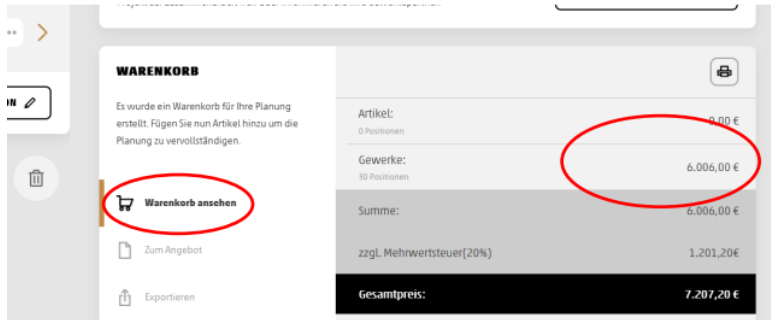 ON
WARENKORB
Es wurde ein Warenkorb für Ihre Planung
erstellt. Fügen Sie nun Artikel hinzu um die
Planung zu vervollständigen.
Warenkorb ansehen
Zum Angebot
Exportieren
Artikel:
0,00 €
0 Positionen
Gewerke:
6.006,00 €
30 Positionen
Summe:
6.006,00 €
zzgl. Mehrwertsteuer(20%)
1.201,20€
Gesamtpreis:
7.207,20 €